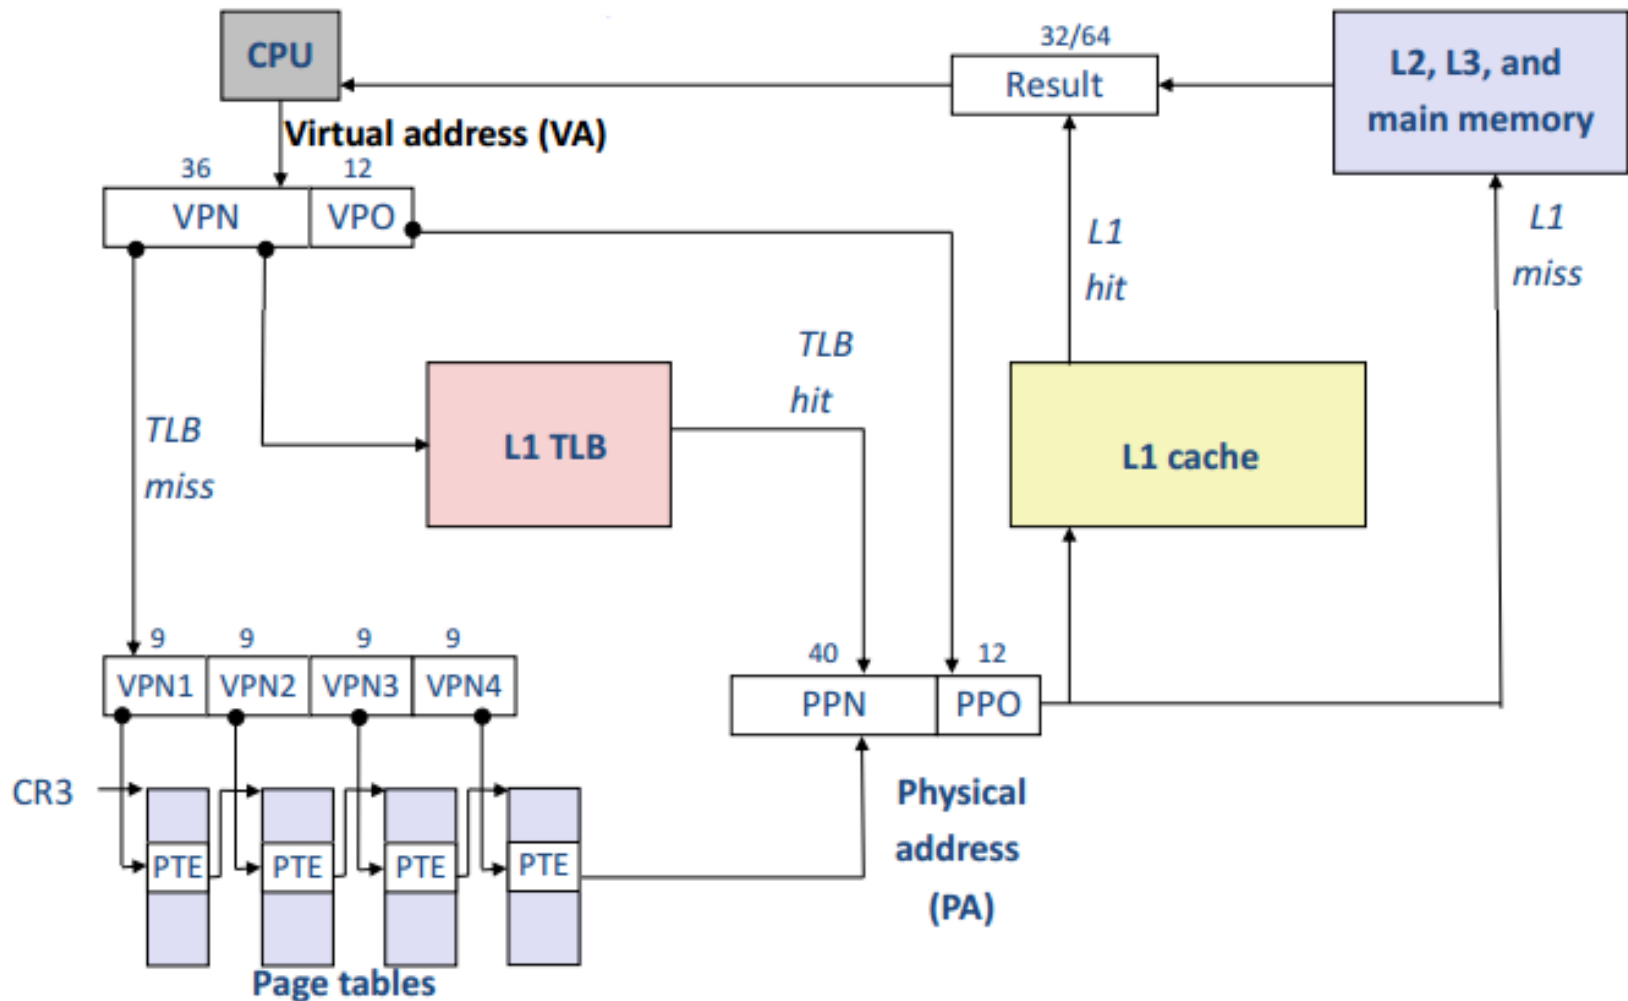 CPU
32/64
Result
L2, L3, and
main memory
Virtual address (VA)
36
12
VPN
VPO
L1
hit
L1
miss
TLB
hit
TLB
miss
L1 TLB
L1 cache
9
9
9
9
VPN1
VPN2
VPN3
VPN4
40
12
PPN
PPO
CR3
PTE
PTE
PTE
PTE
Physical
address
(PA)
Page tables